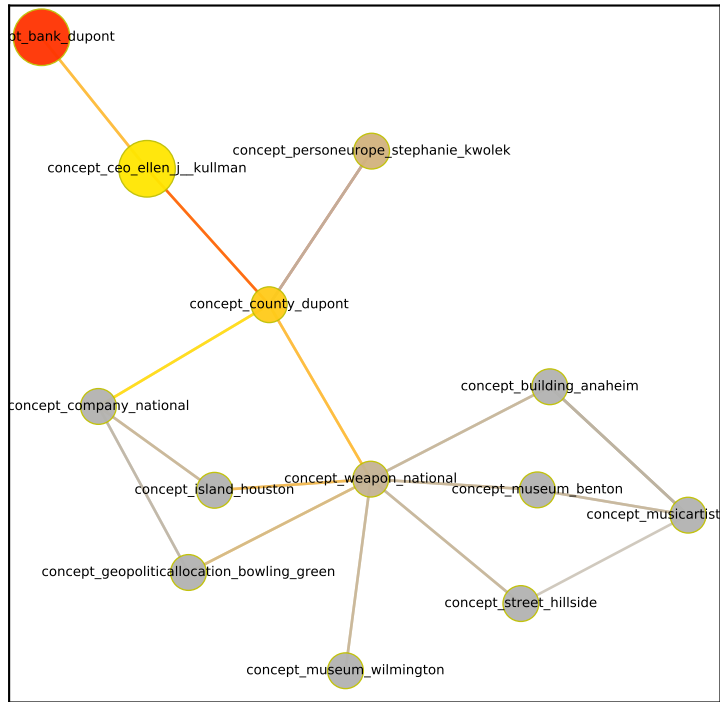 pt_bank_dupont
concept_personeurope_stephanie_kwolek
concept_ceo_ellen_j__kullman
concept_county_dupont
concept_building_anaheim
concept_company_national
concept_weapon_national
concept_island_houston
concept_museum_benton
concept_musicartist
concept_geopoliticallocation_bowling_green
concept_street_hillside
concept_museum_wilmington